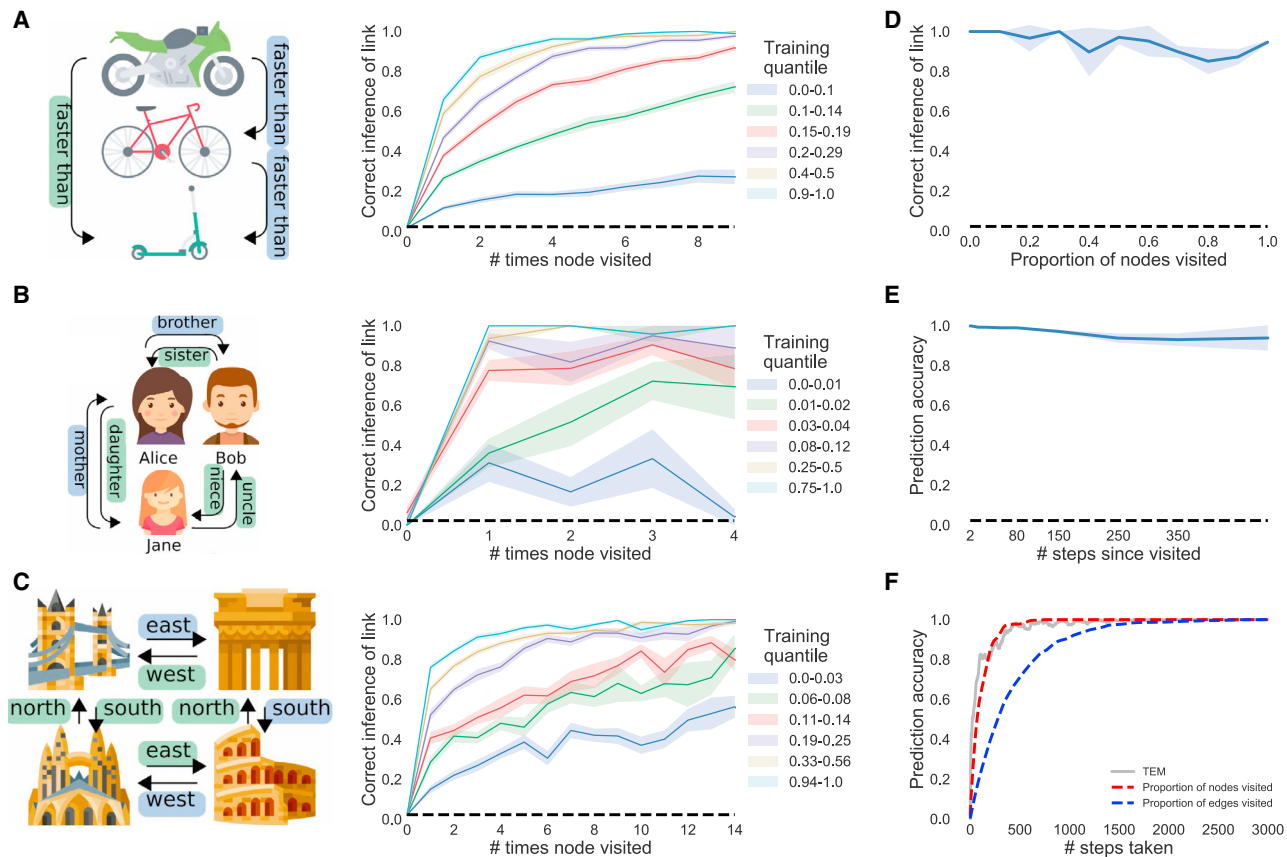 A
faster than
faster than
faster than
Correct inference of link
1.0
0.8
0.6
0.4
0.2
0.0
0
2
4
6
8
# times node visited
Training
quantile
0.0-0.1
0.1-0.14
0.15-0.19
0.2-0.29
0.4-0.5
0.9-1.0
D
Correct inference of link
1.0
0.8
0.6
0.4
0.2
0.0
0.0
0.2
0.4
0.6
0.8
1.0
Proportion of nodes visited
B
brother
sister
mother
daughter
Alice
Bob
niece
uncle
Jane
Correct inference of link
1.0
0.8
0.6
0.4
0.2
0.0
0
1
2
3
4
# times node visited
Training
quantile
0.0-0.01
0.01-0.02
0.03-0.04
0.08-0.12
0.25-0.5
0.75-1.0
E
Prediction accuracy
1.0
0.8
0.6
0.4
0.2
0.0
2
80
150
250
350
# steps since visited
C
east
west
north
south
north
south
east
west
Correct inference of link
1.0
0.8
0.6
0.4
0.2
0.0
0
2
4
6
8
10
12
14
# times node visited
Training
quantile
0.0-0.03
0.06-0.08
0.11-0.14
0.19-0.25
0.33-0.56
0.94-1.0
F
Prediction accuracy
1.0
0.8
0.6
0.4
0.2
0.0
0
500
1000
1500
2000
2500
3000
# steps taken
TEM
Proportion of nodes visited
Proportion of edges visited